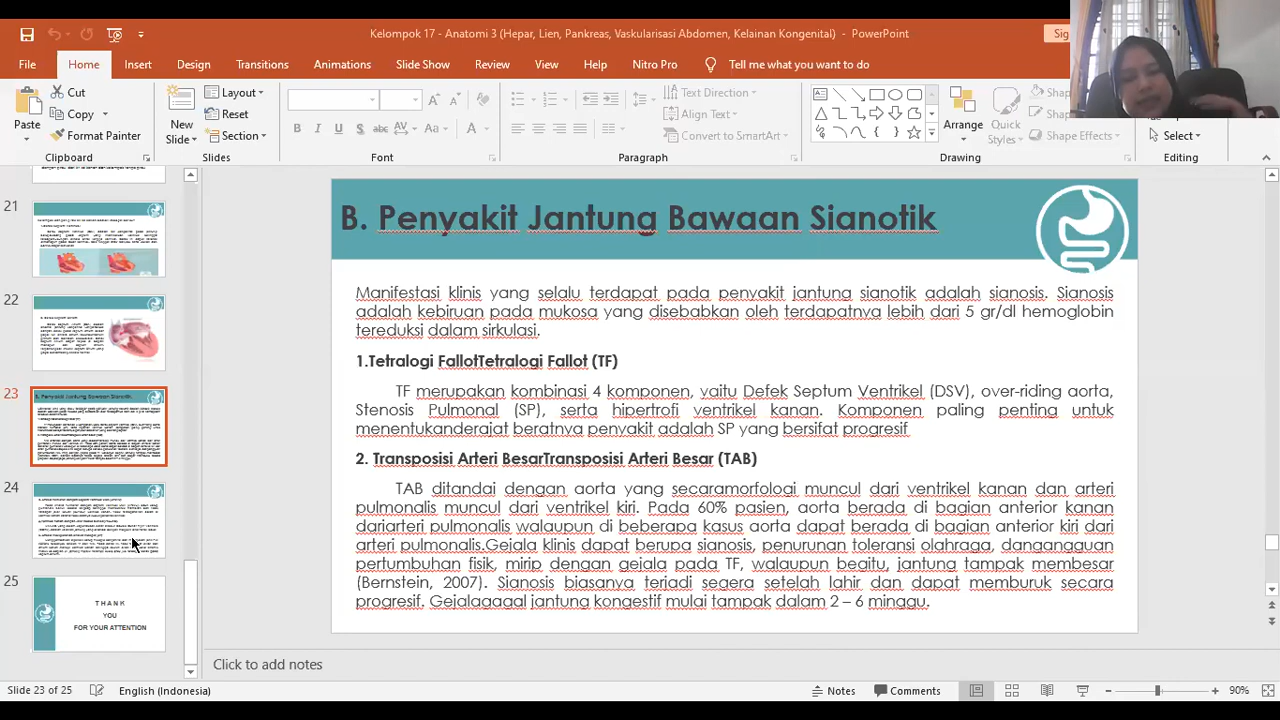 Kelompok 17 - Anatomi 3 (Hepar, Lien, Pankreas, Vaskularisasi Abdomen, Kelainan Kongenital) - PowerPoint
File Home Insert Design Transitions Animations Slide Show Review View Help Nitro Pro Tell me what you want to do
Paste
Cut
Copy
Format Painter
Clipboard
New
Slide
Layout
Reset
Section
Slides
Font
Text Direction
Align Text
Convert to SmartArt
Paragraph
Arrange
Quick
Styles
Shape Effects
Drawing
Select
Editing
21
22
23
24
25
T H A N K
YOU
FOR YOUR ATTENTION
B. Penyakit Jantung Bawaan Sianotik
Manifestasi klinis yang selalu terdapat pada penyakit jantung sianotik adalah sianosis. Sianosis
adalah kebiruan pada mukosa yang disebabkan oleh terdapatnya lebih dari 5 gr/dl hemoglobin
tereduksi dalam sirkulasi.
1.Tetralogi FallotTetralogi Fallot (TF)
TF merupakan kombinasi 4 komponen, yaitu Defek Septum Ventrikel (DSV), over-riding aorta,
Stenosis Pulmonal (SP), serta hipertrofi ventrikel kanan. Komponen paling penting untuk
menentukanderajat beratnya penyakit adalah SP yang bersifat progresif
2. Transposisi Arteri BesarTransposisi Arteri Besar (TAB)
TAB ditandai dengan aorta yang secaramorfologi muncul dari ventrikel kanan dan arteri
pulmonalis muncul dari ventrikel kiri. Pada 60% pasien, aorta berada di bagian anterior kanan
dariarteri pulmonalis,walaupun di beberapa kasus aorta dapat berada di bagian anterior kiri dari
arteri pulmonalis.Gejala klinis dapat berupa sianosis, penurunan toleransi olahraga, dangangguan
pertumbuhan fisik, mirip dengan gejala pada TF, walaupun begitu, jantung tampak membesar
(Bernstein, 2007). Sianosis biasanya terjadi segera setelah lahir dan dapat memburuk secara
progresif. Gejalagagal jantung kongestif mulai tampak dalam 2 – 6 minggu.
Click to add notes
Slide 23 of 25 English (Indonesia) Notes Comments 90%